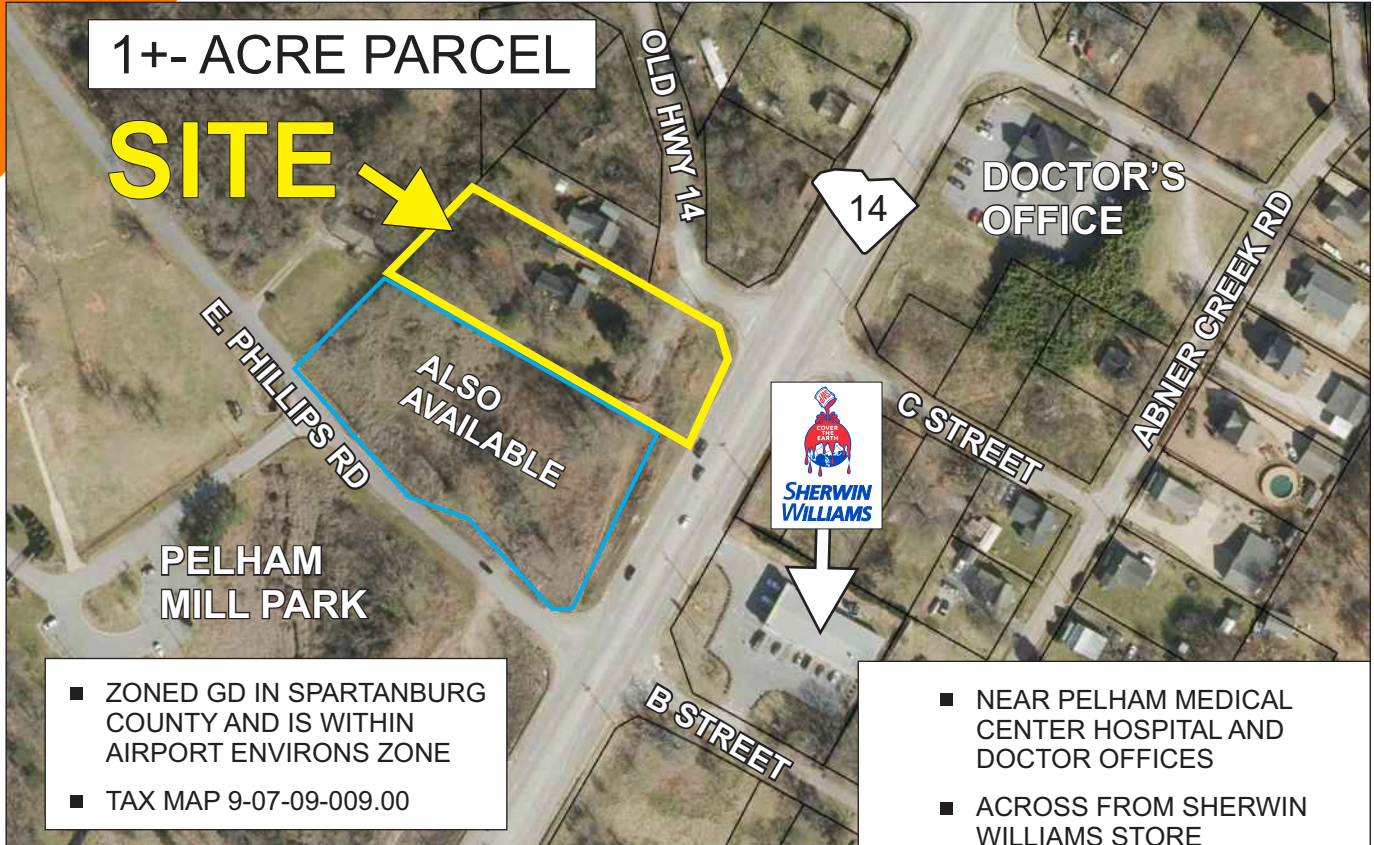 1+- ACRE PARCEL
SITE
OLD HWY 14
14
DOCTOR'S
OFFICE
ABNER CREEK RD
E. PHILLIPS RD
ALSO
AVAILABLE
COVER
THE
EARTH
SHERWIN
WILLIAMS
C STREET
PELHAM
MILL PARK
B STREET
■ ZONED GD IN SPARTANBURG
COUNTY AND IS WITHIN
AIRPORT ENVIRONS ZONE
■ TAX MAP 9-07-09-009.00
■ NEAR PELHAM MEDICAL
CENTER HOSPITAL AND
DOCTOR OFFICES
■ ACROSS FROM SHERWIN
WILLIAMS STORE